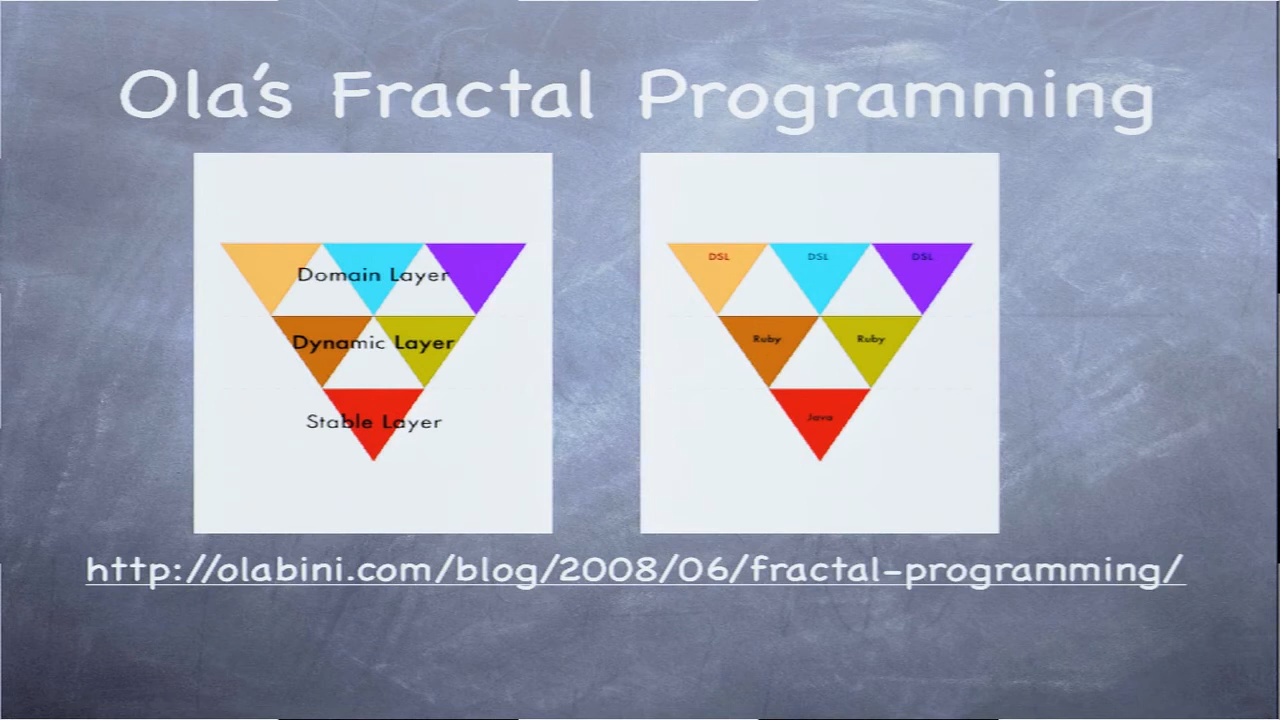 Ola's Fractal Programming
Domain Layer
Dynamic Layer
Stable Layer
DSL DSL DSL
Ruby Ruby
Java
http://olabini.com/blog/2008/06/fractal-programming/